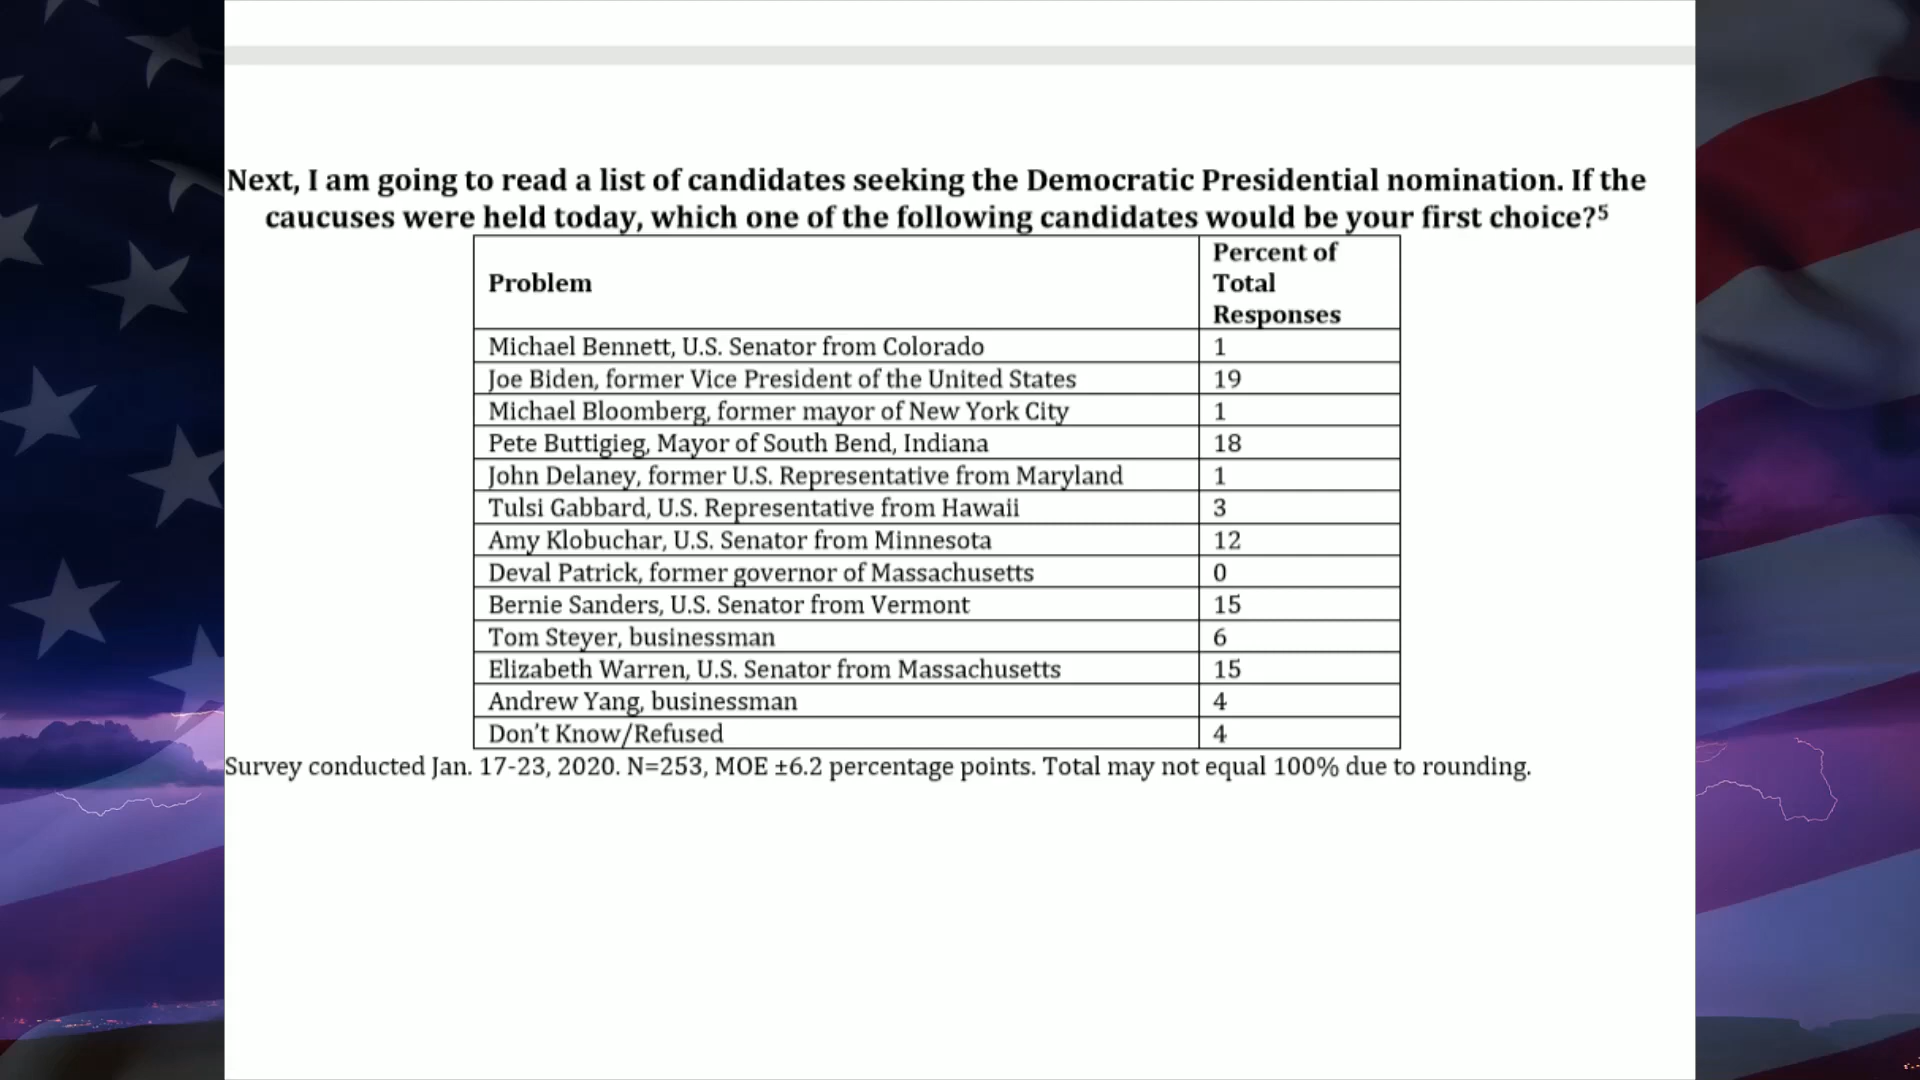 Next, I am going to read a list of candidates seeking the Democratic Presidential nomination. If the
caucuses were held today, which one of the following candidates would be your first choice?⁵
Problem Percent of
Total
Responses
Michael Bennett, U.S. Senator from Colorado 1
Joe Biden, former Vice President of the United States 19
Michael Bloomberg, former mayor of New York City 1
Pete Buttigieg, Mayor of South Bend, Indiana 18
John Delaney, former U.S. Representative from Maryland 1
Tulsi Gabbard, U.S. Representative from Hawaii 3
Amy Klobuchar, U.S. Senator from Minnesota 12
Deval Patrick, former governor of Massachusetts 0
Bernie Sanders, U.S. Senator from Vermont 15
Tom Steyer, businessman 6
Elizabeth Warren, U.S. Senator from Massachusetts 15
Andrew Yang, businessman 4
Don’t Know/Refused 4
Survey conducted Jan. 17-23, 2020. N=253, MOE ±6.2 percentage points. Total may not equal 100% due to rounding.